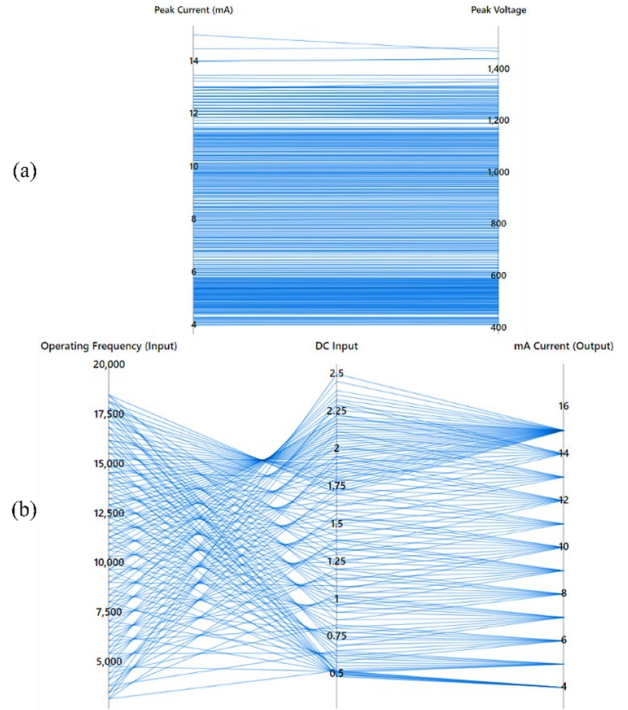 Peak Current (mA) Peak Voltage
14 1,400
12 1,200
(a) 10 1,000
8 800
6 600
4 400
Operating Frequency (Input) DC Input mA Current (Output)
20,000 2.5
17,500 2.25 16
15,000 2 14
1.75
12,500 1.5 12
(b)
10,000 1.25 10
7,500 1 8
0.75 6
5,000 0.5 4